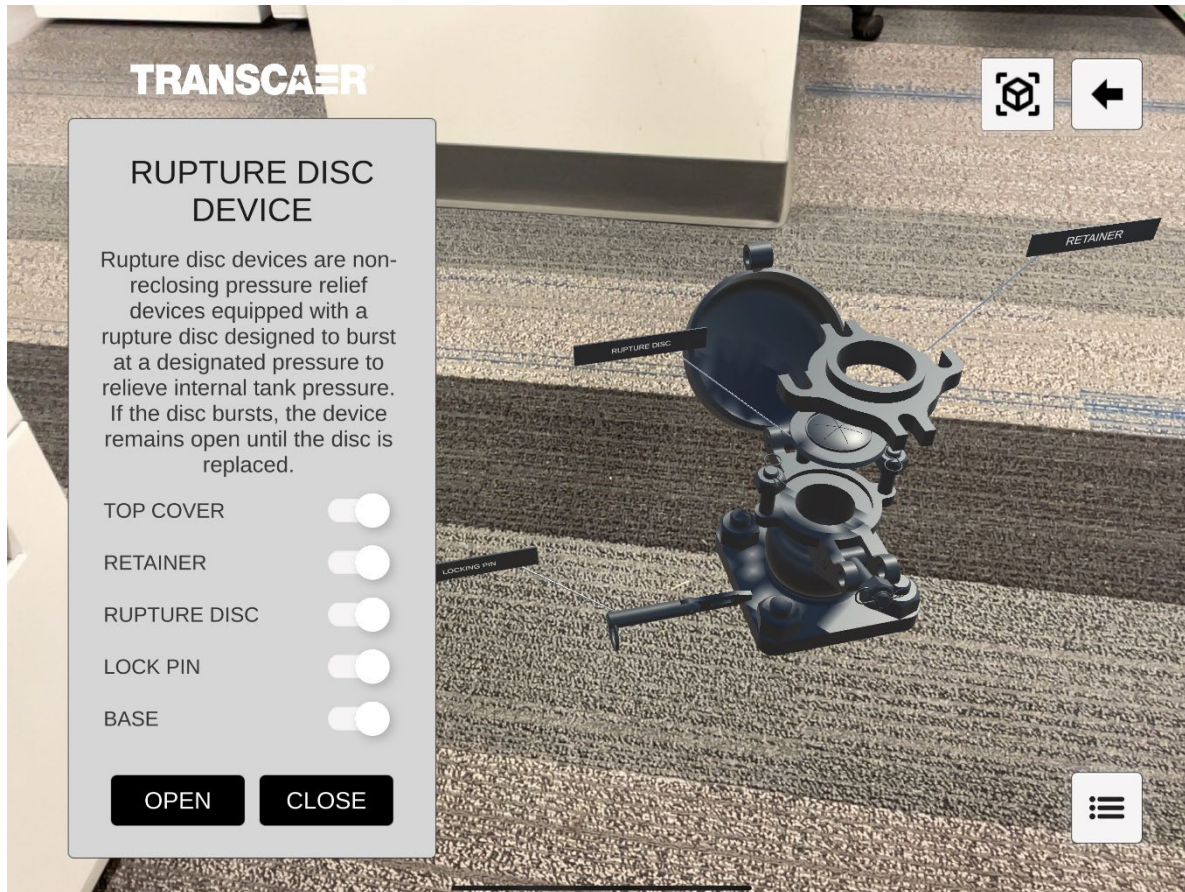 TRANSCAER®
RUPTURE DISC
DEVICE
Rupture disc devices are non-
reclosing pressure relief
devices equipped with a
rupture disc designed to burst
at a designated pressure to
relieve internal tank pressure.
If the disc bursts, the device
remains open until the disc is
replaced.
TOP COVER
RETAINER
RUPTURE DISC
LOCK PIN
BASE
OPEN
CLOSE
RETAINER
RUPTURE DISC
LOCKING PIN